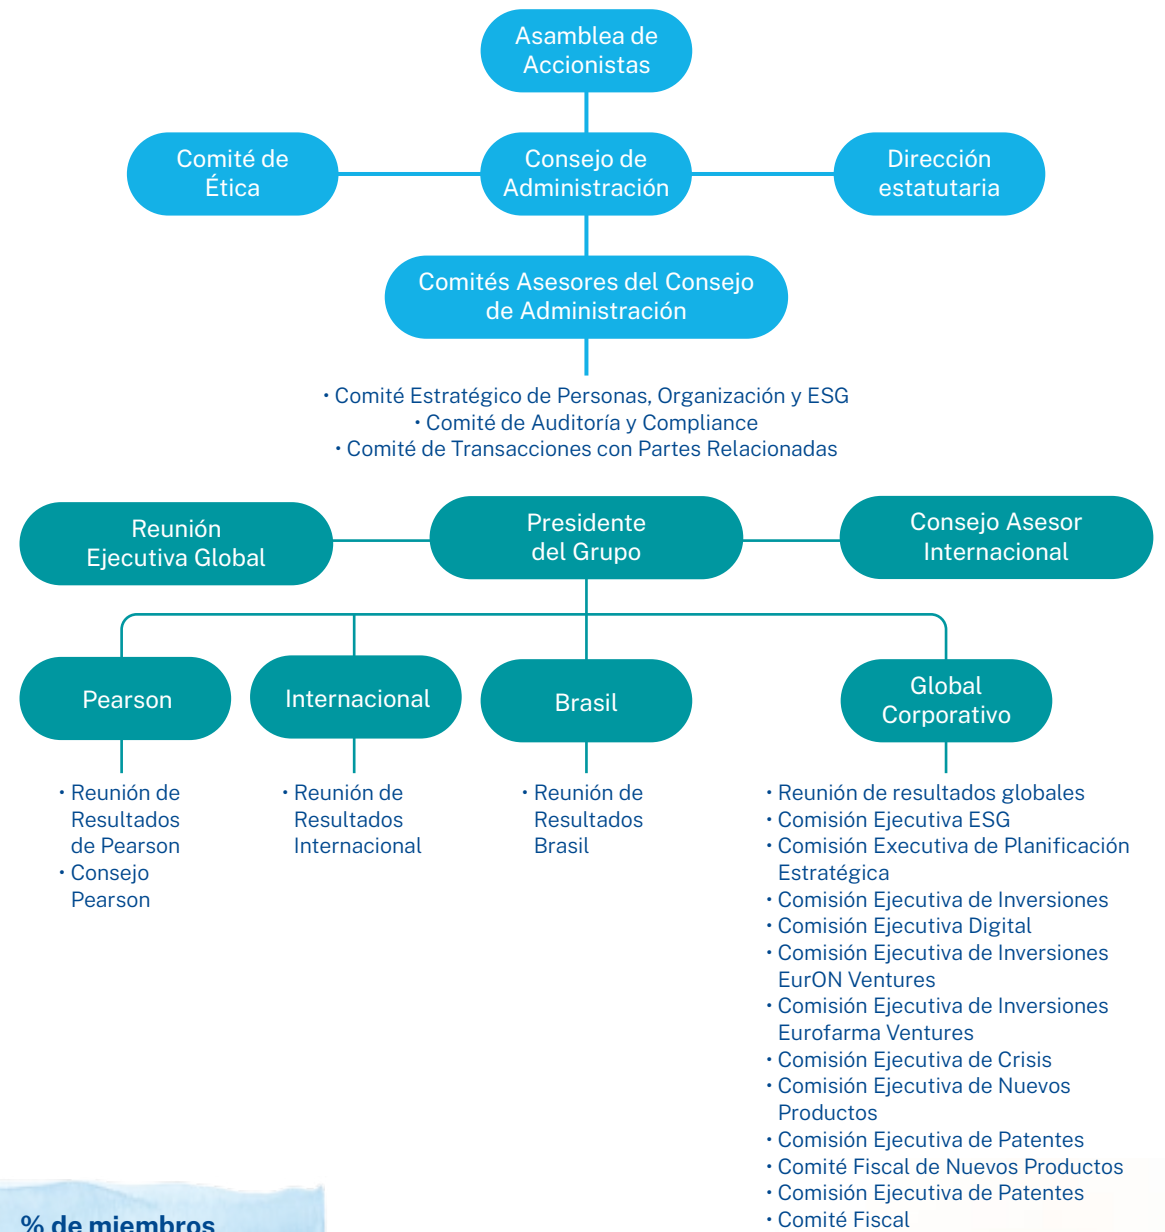 Asamblea de
Accionistas
Comité de
Ética
Consejo de
Administración
Dirección
estatutaria
Comités Asesores del Consejo
de Administración
• Comité Estratégico de Personas, Organización y ESG
• Comité de Auditoría y Compliance
• Comité de Transacciones con Partes Relacionadas
Reunión
Ejecutiva Global
Presidente
del Grupo
Consejo Asesor
Internacional
Pearson
Internacional
Brasil
Global
Corporativo
• Reunión de
Resultados
de Pearson
• Consejo
Pearson
• Reunión de
Resultados
Internacional
• Reunión de
Resultados
Brasil
• Reunión de resultados globales
• Comisión Ejecutiva ESG
• Comisión Executiva de Planificación
Estratégica
• Comisión Ejecutiva de Inversiones
• Comisión Ejecutiva Digital
• Comisión Ejecutiva de Inversiones
EurON Ventures
• Comisión Ejecutiva de Inversiones
Eurofarma Ventures
• Comisión Ejecutiva de Crisis
• Comisión Ejecutiva de Nuevos
Productos
• Comisión Ejecutiva de Patentes
• Comité Fiscal de Nuevos Productos
• Comisión Ejecutiva de Patentes
• Comité Fiscal
% de miembros